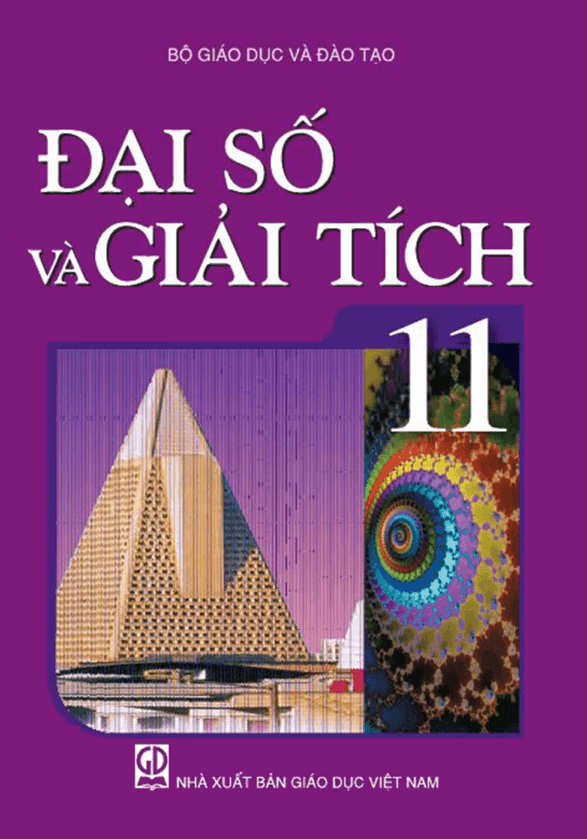 BỘ GIÁO DỤC VÀ ĐÀO TẠO
ĐẠI SỐ
VÀ GIẢI TÍCH
11
GD
NHÀ XUẤT BẢN GIÁO DỤC VIỆT NAM